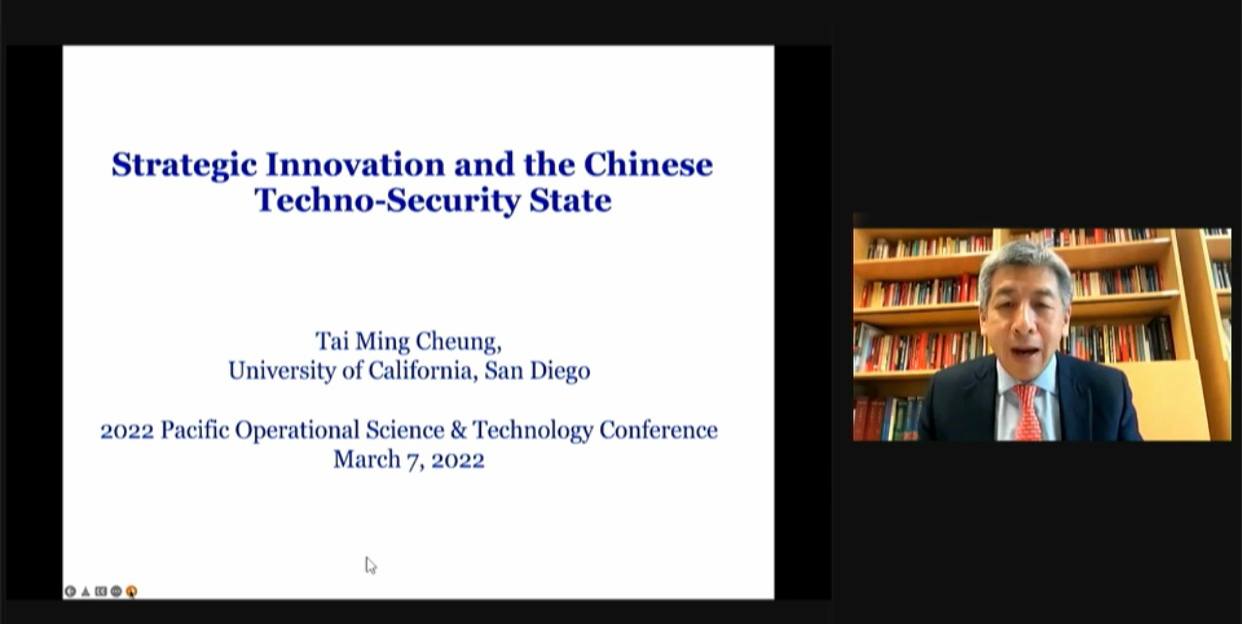 Strategic Innovation and the Chinese
Techno-Security State
Tai Ming Cheung,
University of California, San Diego
2022 Pacific Operational Science & Technology Conference
March 7, 2022